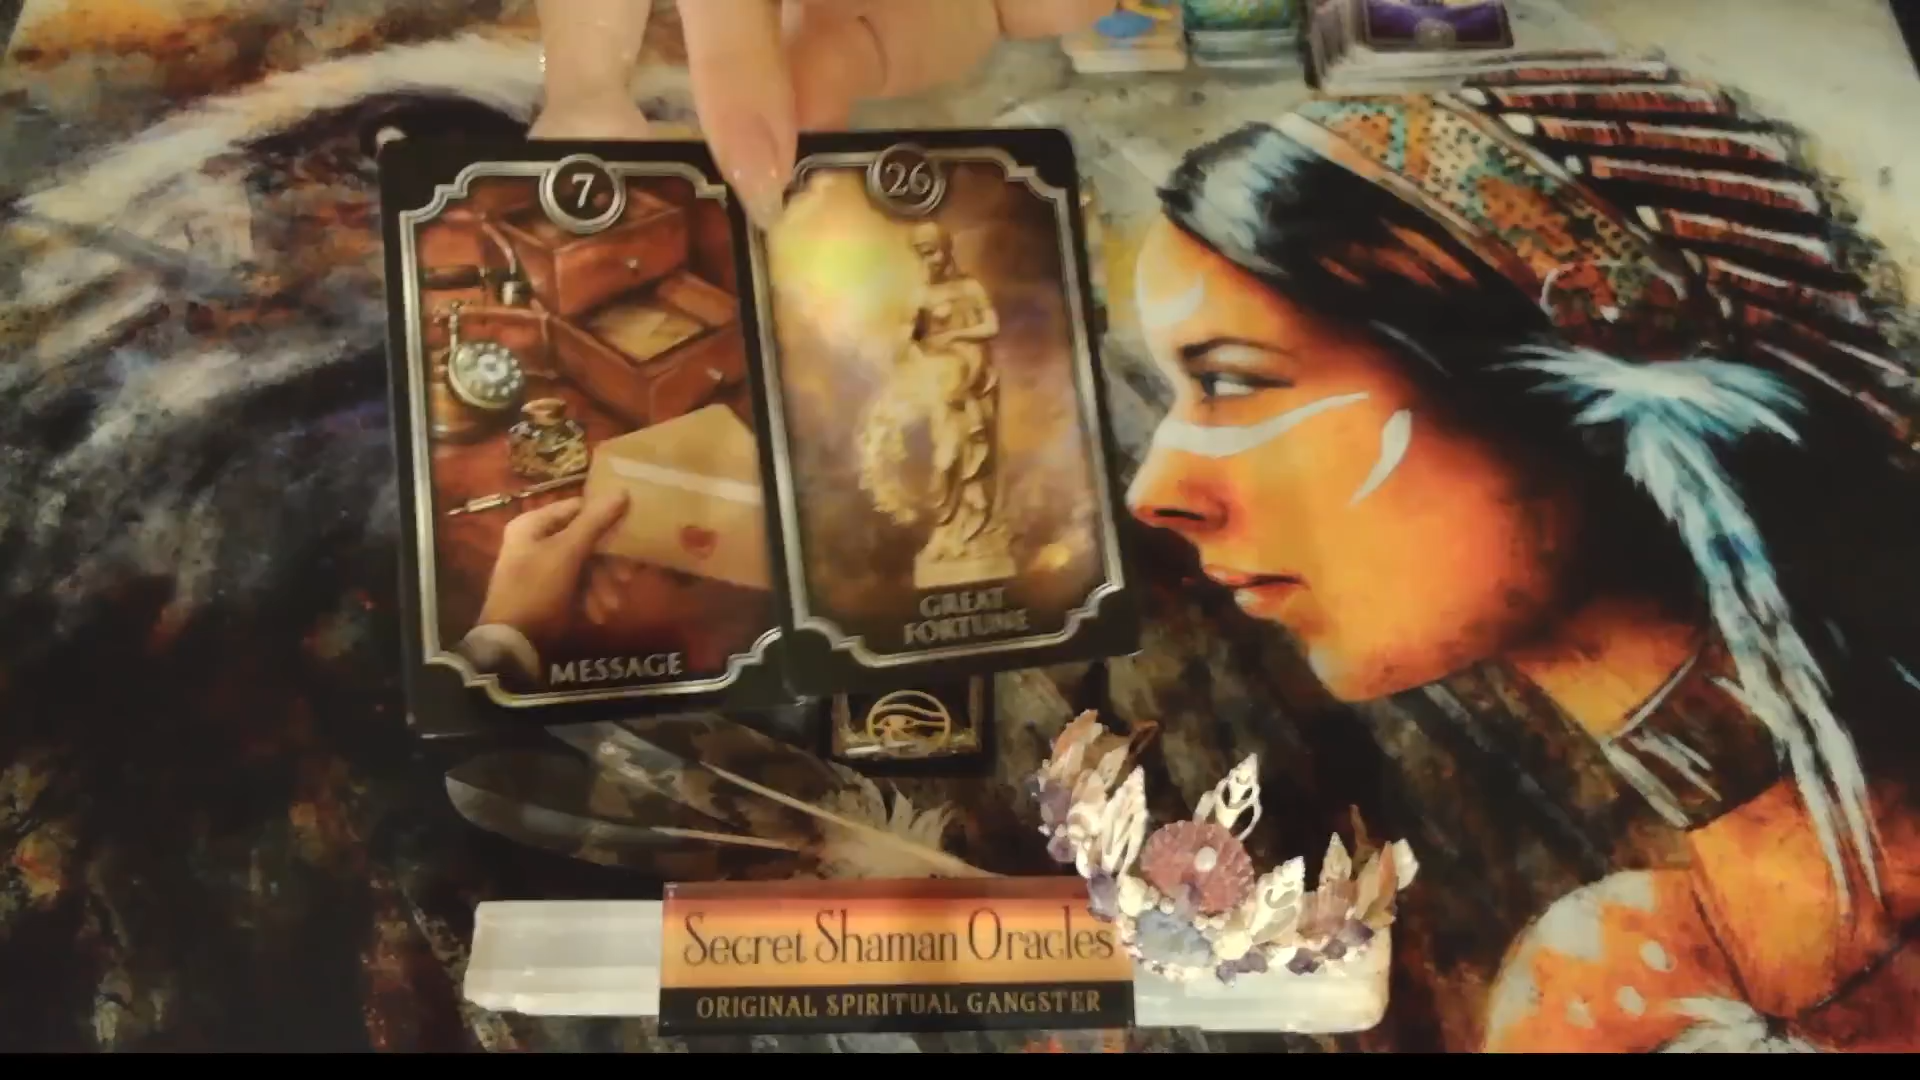 7
MESSAGE
26
GREAT
FORTUNE
Secret Shaman Oracles
ORIGINAL SPIRITUAL GANGSTER